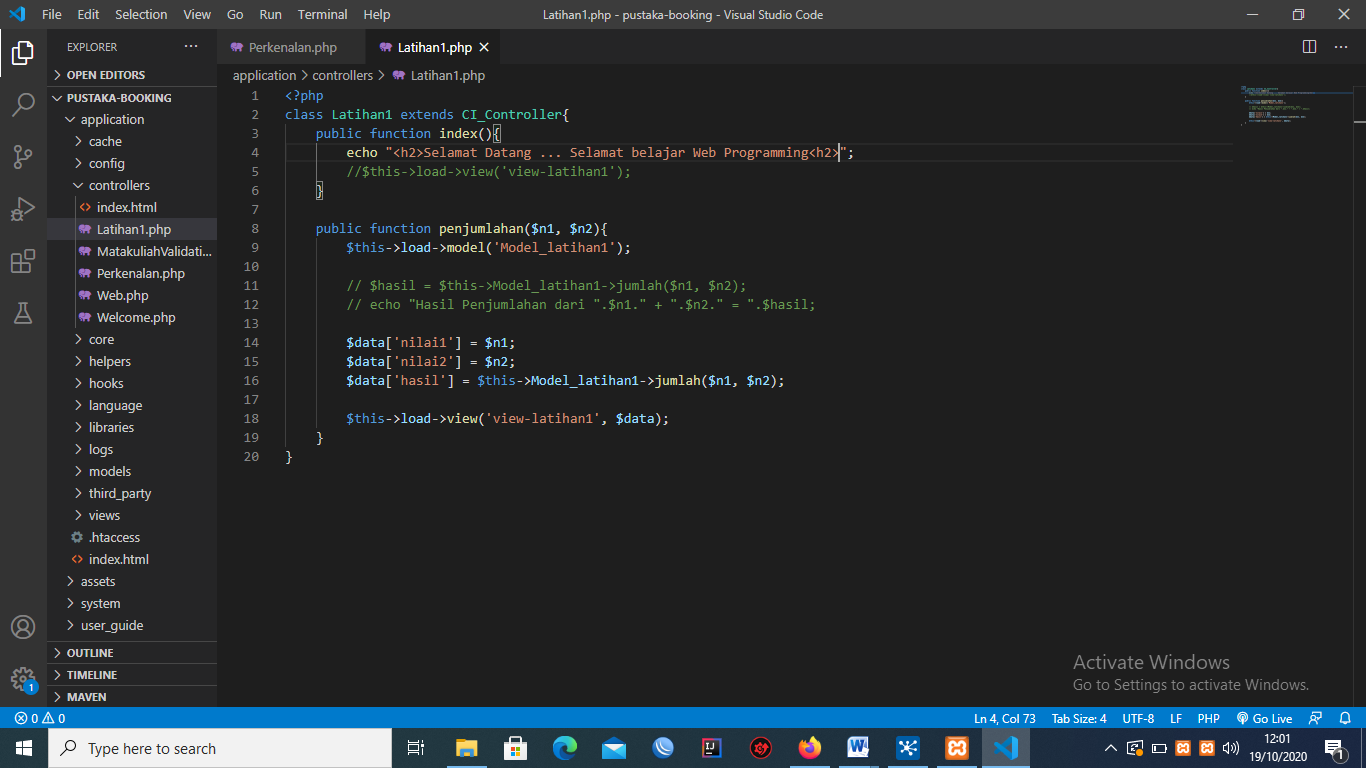 File Edit Selection View Go Run Terminal Help Latihan1.php - pustaka-booking - Visual Studio Code
EXPLORER
OPEN EDITORS
PUSTAKA-BOOKING
application
cache
config
controllers
index.html
Latihan1.php
MatakuliahValidati...
Perkenalan.php
Web.php
Welcome.php
core
helpers
hooks
language
libraries
logs
models
third_party
views
.htaccess
index.html
assets
system
user_guide
OUTLINE
TIMELINE
MAVEN
Perkenalan.php Latihan1.php
application > controllers > Latihan1.php
1 <?php
2 class Latihan1 extends CI_Controller{
3 public function index(){
4 echo "<h2>Selamat Datang ... Selamat belajar Web Programming<h2>";
5 //$this->load->view('view-latihan1');
6 }
7
8 public function penjumlahan($n1, $n2){
9 $this->load->model('Model_latihan1');
10
11 // $hasil = $this->Model_latihan1->jumlah($n1, $n2);
12 // echo "Hasil Penjumlahan dari ".$n1." + ".$n2." = ".$hasil;
13
14 $data['nilai1'] = $n1;
15 $data['nilai2'] = $n2;
16 $data['hasil'] = $this->Model_latihan1->jumlah($n1, $n2);
17
18 $this->load->view('view-latihan1', $data);
19 }
20 }
Activate Windows
Go to Settings to activate Windows.
1
0 0 Ln 4, Col 73 Tab Size: 4 UTF-8 LF PHP Go Live
Type here to search
12:01
19/10/2020
1